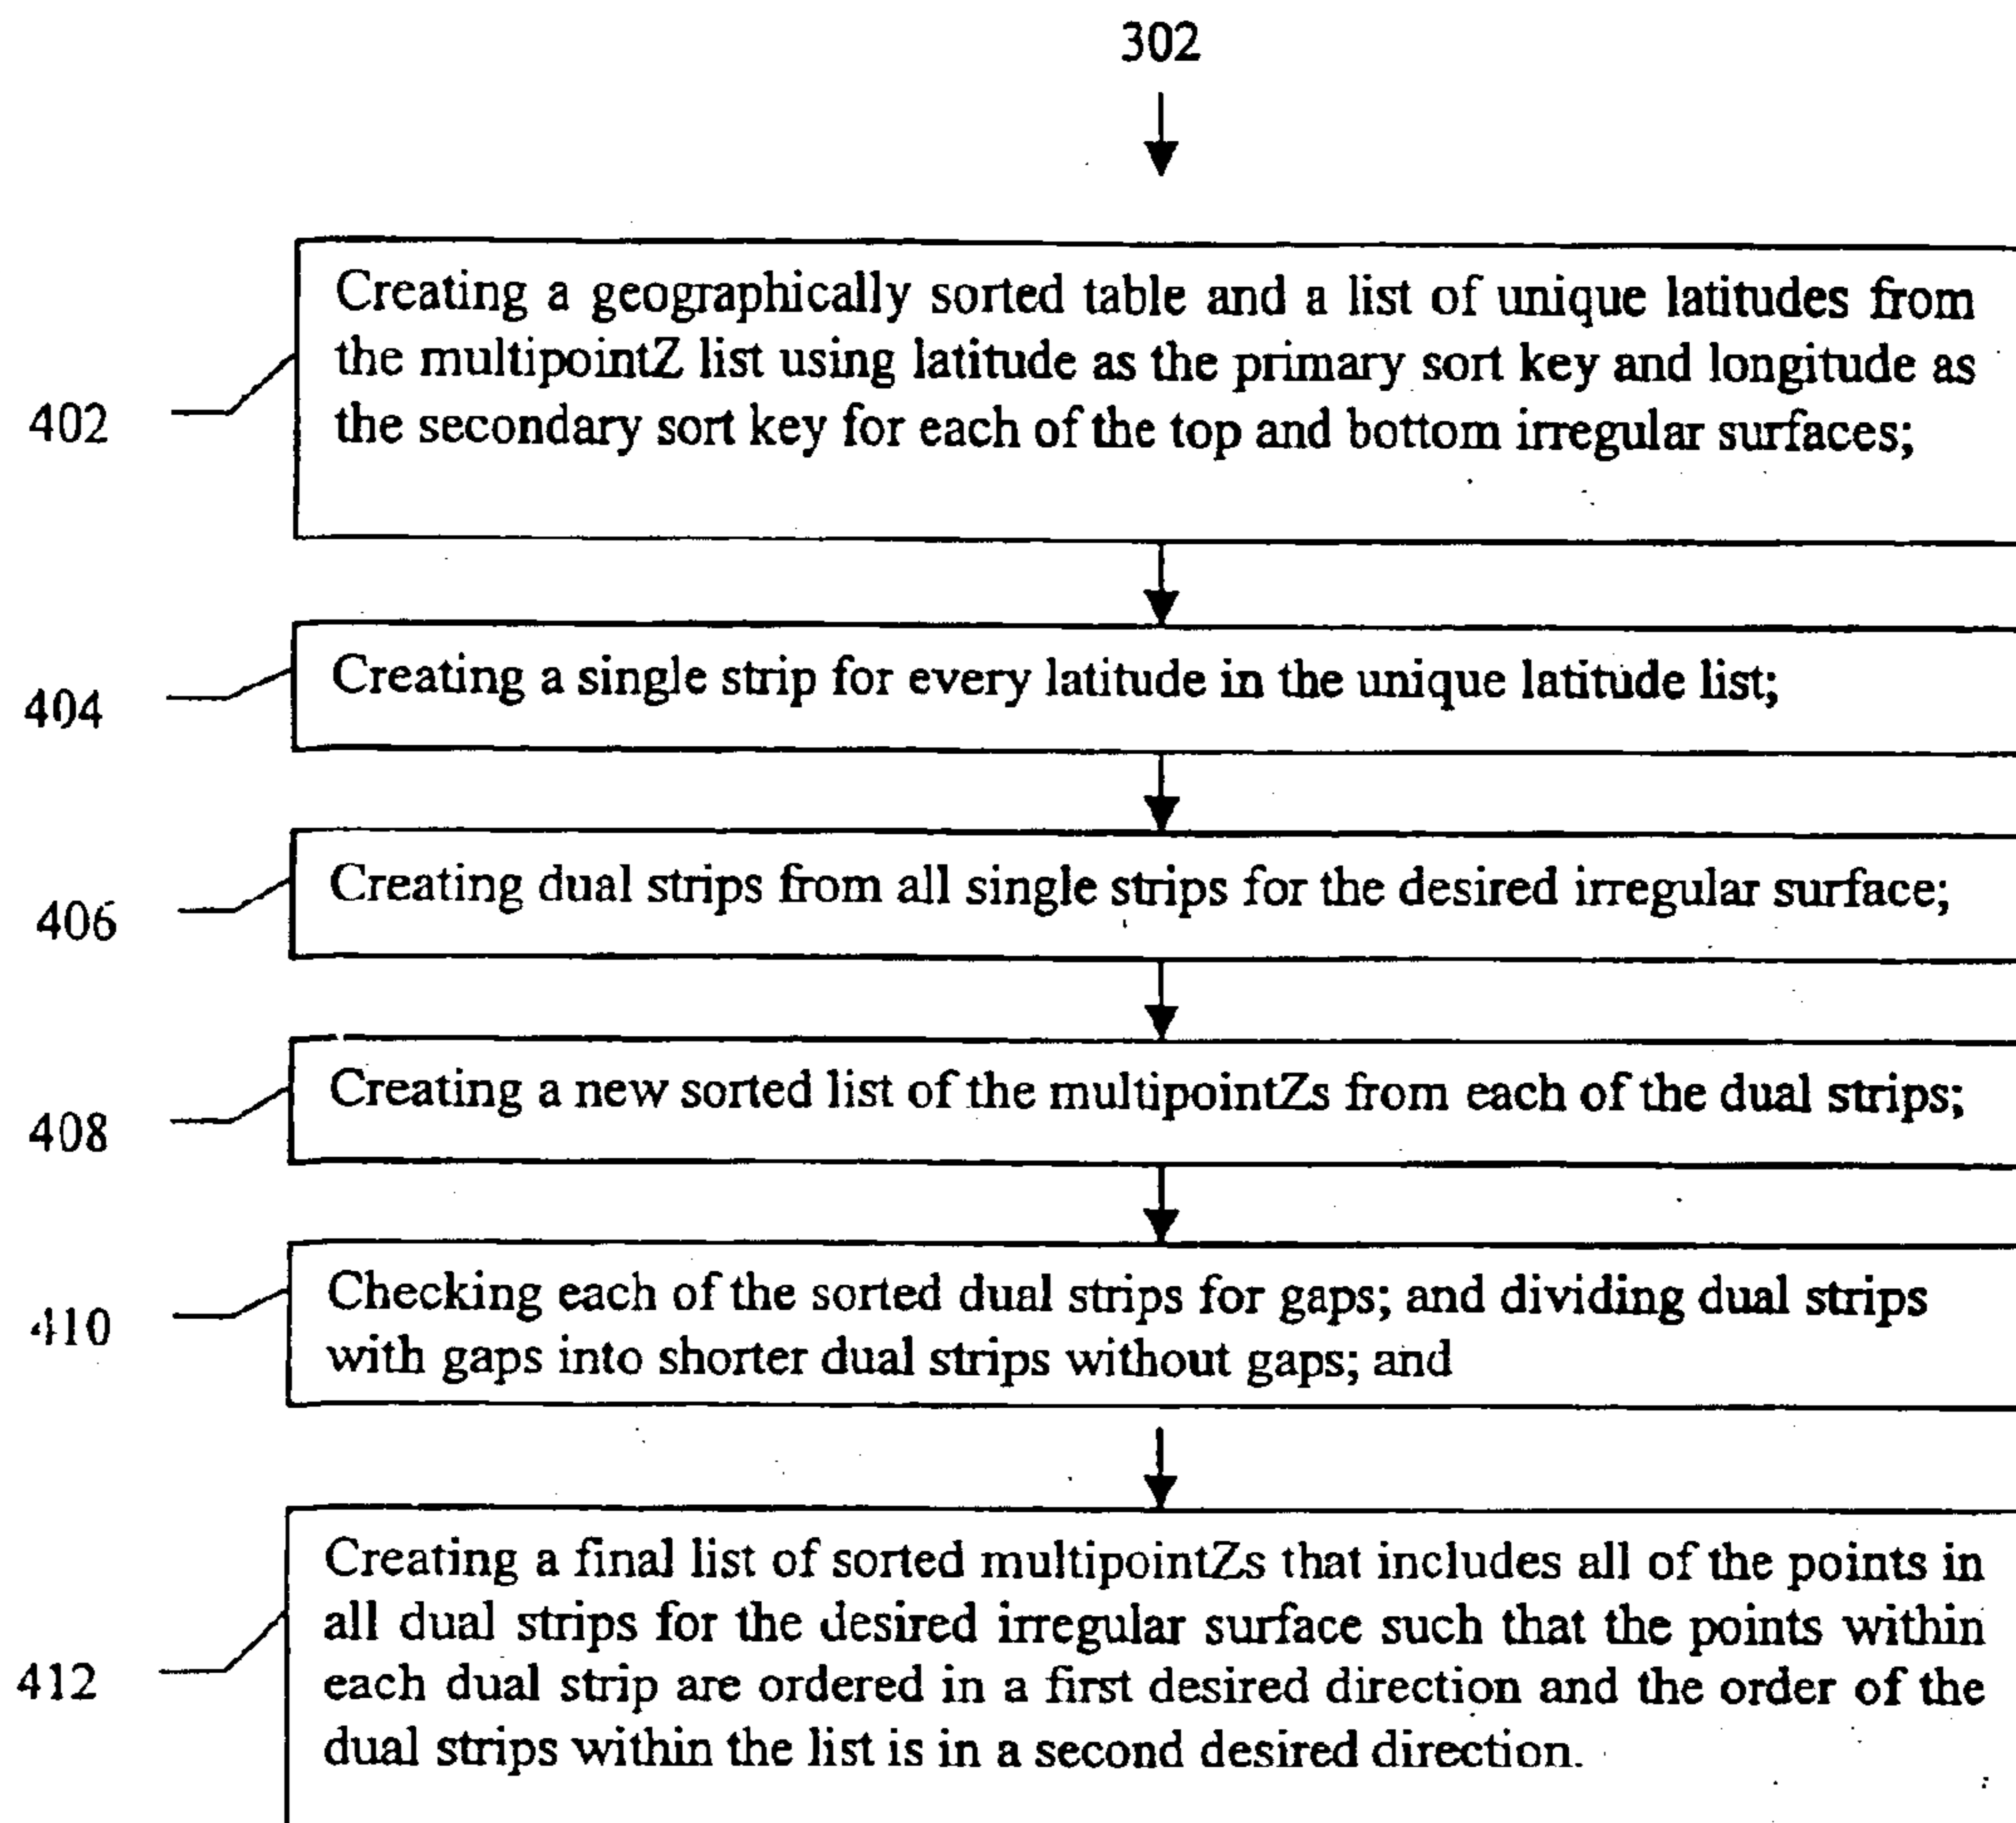 302
Creating a geographically sorted table and a list of unique latitudes from
the multipointZ list using latitude as the primary sort key and longitude as
402
the secondary sort key for each of the top and bottom irregular surfaces;
Creating a single strip for every latitude in the unique latitude list;
404
Creating dual strips from all single strips for the desired irregular surface;
406
Creating a new sorted list of the multipointZs from each of the dual strips;
408
Checking each of the sorted dual strips for gaps; and dividing dual strips
410
with gaps into shorter dual strips without gaps; and
Creating a final list of sorted multipointZs that includes all of the points in
all dual strips for the desired irregular surface such that the points within
412
each dual strip are ordered in a first desired direction and the order of the
dual strips within the list is in a second desired direction.